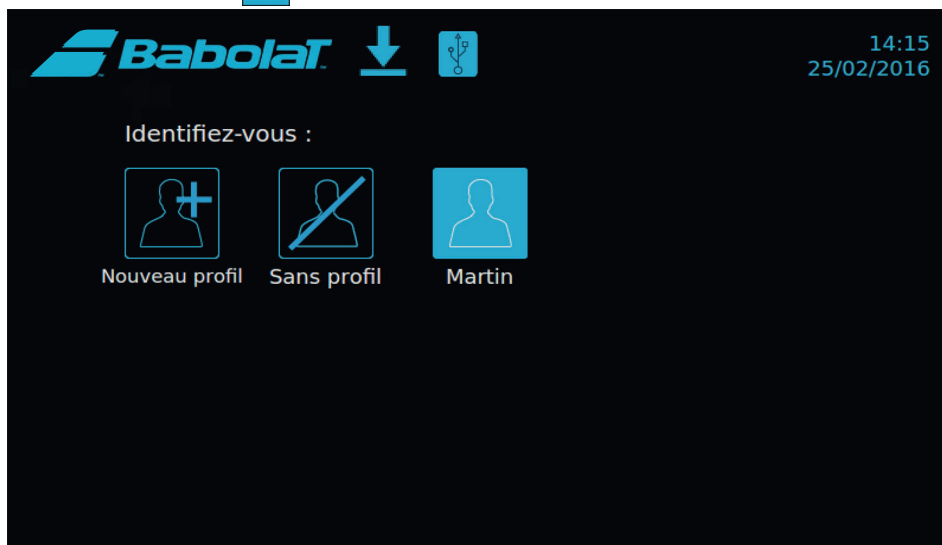 BabolaT
14:15
25/02/2016
Identifiez-vous :
Nouveau profil
Sans profil
Martin